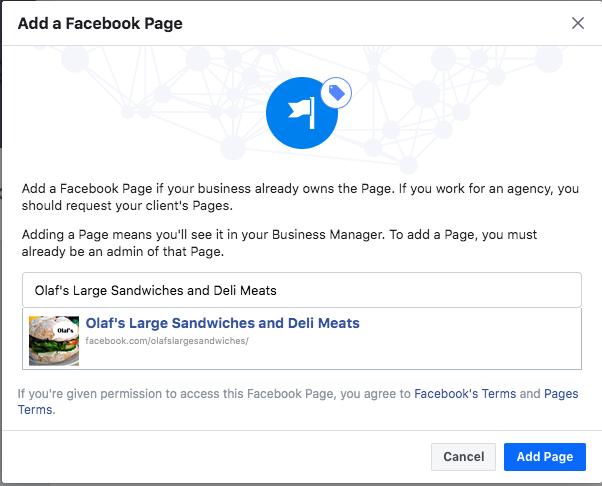 Add a Facebook Page
Add a Facebook Page if your business already owns the Page. If you work for an agency, you
should request your client's Pages.
Adding a Page means you'll see it in your Business Manager. To add a Page, you must
already be an admin of that Page.
Olaf's Large Sandwiches and Deli Meats
Olaf's
Olaf's Large Sandwiches and Deli Meats
facebook.com/olafslargesandwiches/
If you're given permission to access this Facebook Page, you agree to Facebook's Terms and Pages
Terms.
Cancel
Add Page